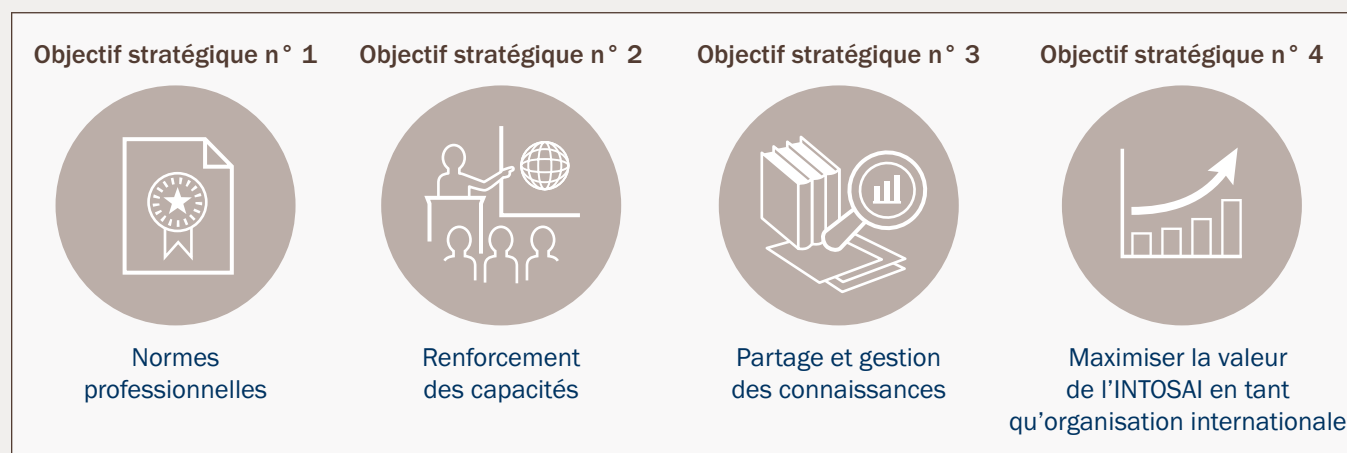 Objectif stratégique n° 1
Normes
professionnelles
Objectif stratégique n° 2
Renforcement
des capacités
Objectif stratégique n° 3
Partage et gestion
des connaissances
Objectif stratégique n° 4
Maximiser la valeur
de l’INTOSAI en tant
qu’organisation internationale